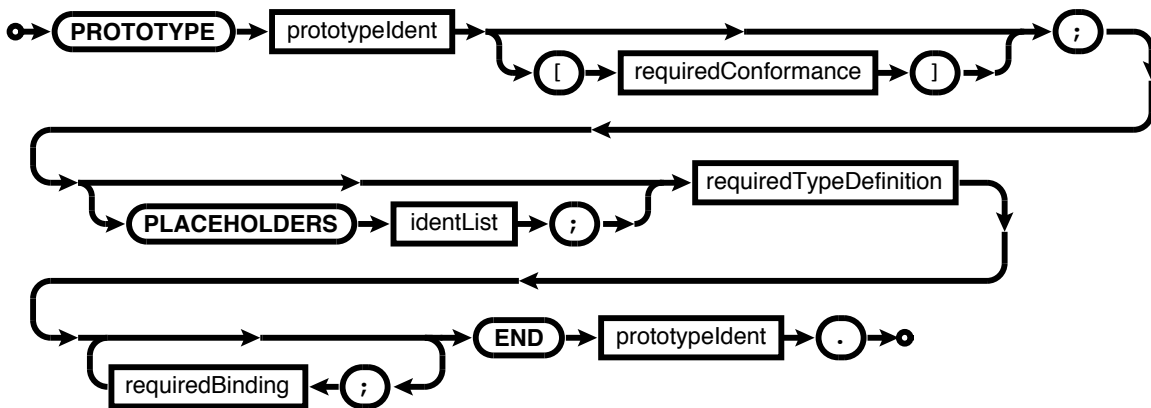 PROTOTYPE prototypeIdent ;
[ requiredConformance ]
requiredTypeDefinition
PLACEHOLDERS identList ;
END prototypeIdent .
requiredBinding ;